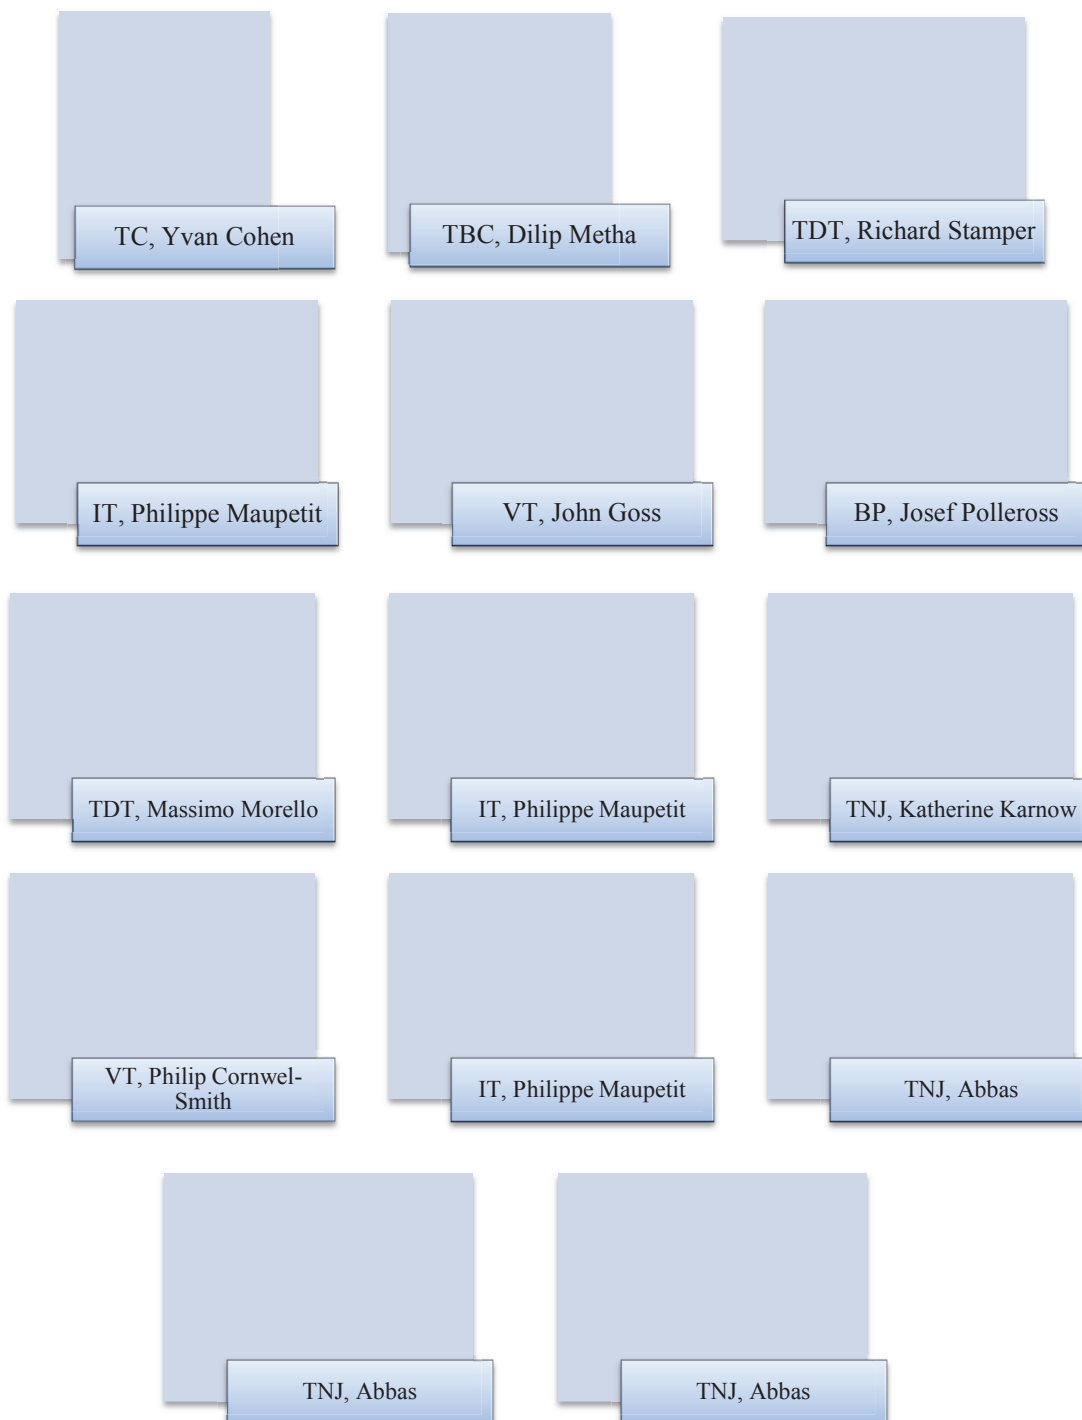 TC, Yvan Cohen
TBC, Dilip Metha
TDT, Richard Stamper
IT, Philippe Maupetit
VT, John Goss
BP, Josef Polleross
TDT, Massimo Morello
IT, Philippe Maupetit
TNJ, Katherine Karnow
VT, Philip Cornwel-
Smith
IT, Philippe Maupetit
TNJ, Abbas
TNJ, Abbas
TNJ, Abbas